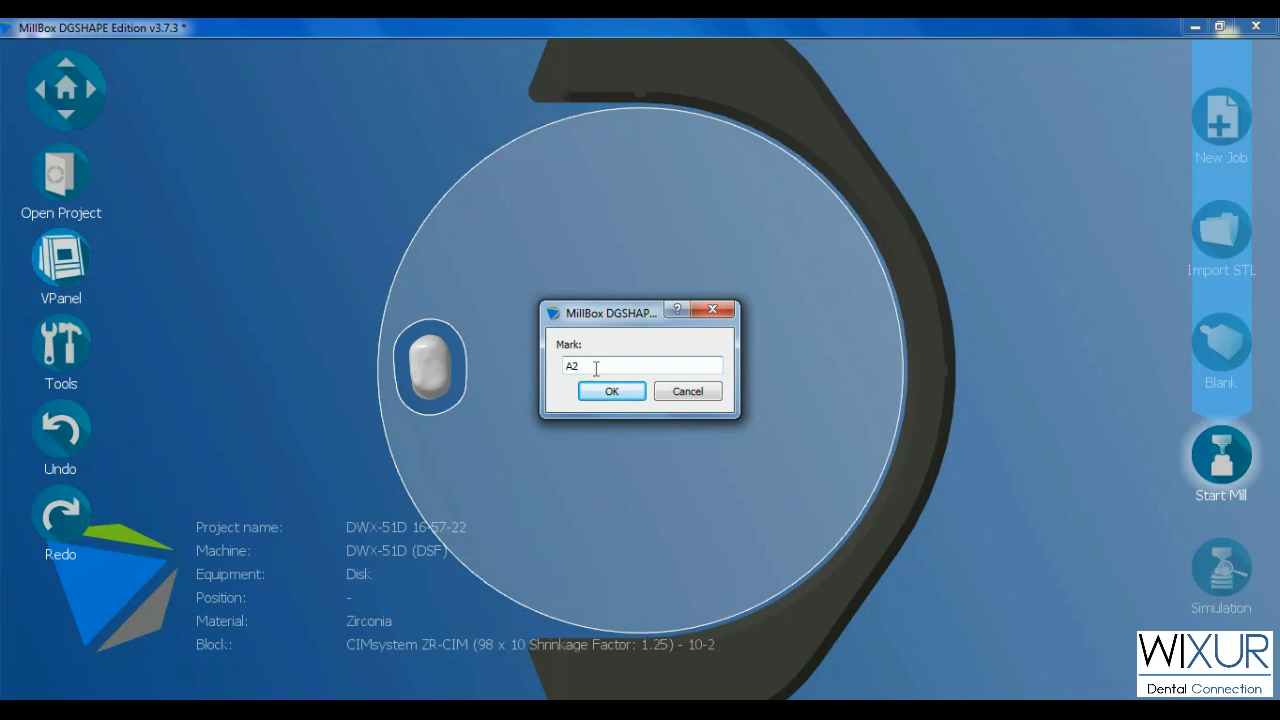 MillBox DGSHAPE Edition v3.7.3 *
Open Project
VPanel
Tools
Undo
Redo
New Job
Import STL
Blank
Start Mill
Simulation
MillBox DGSHAP...
?
Mark:
A2
OK
Cancel
Project name: DWX-51D 16-57-22
Machine: DWX-51D (DSF)
Equipment: Disk
Position: -
Material: Zirconia
Block: CIMsystem ZR-CIM (98 x 10 Shrinkage Factor: 1.25) - 10-2
WIXUR
Dental Connection